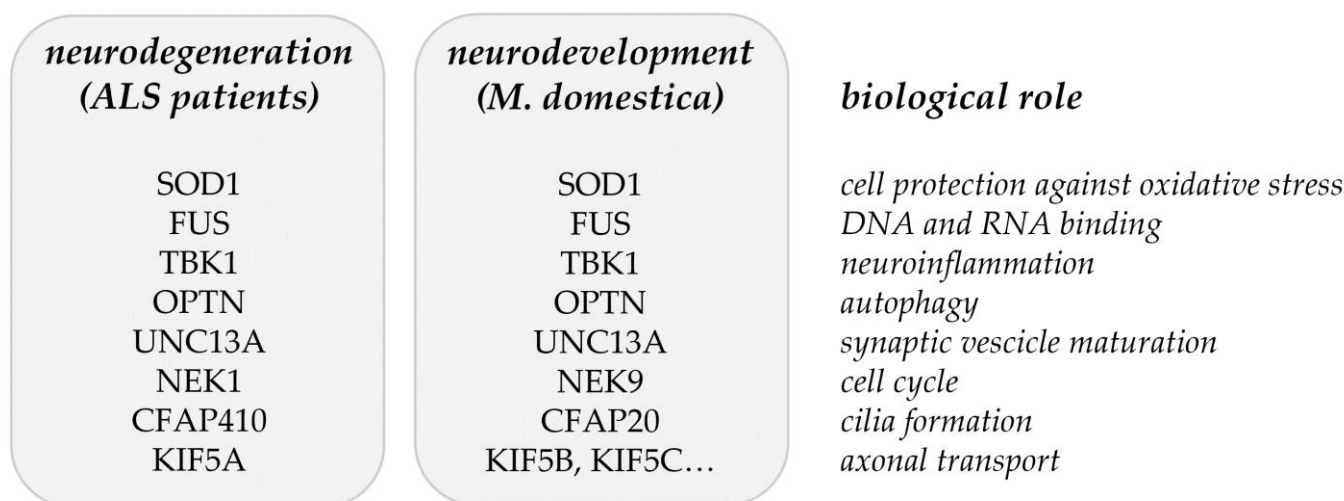 neurodegeneration
(ALS patients)
neurodevelopment
(M. domestica)
biological role
SOD1 SOD1 cell protection against oxidative stress
FUS FUS DNA and RNA binding
TBK1 TBK1 neuroinflammation
OPTN OPTN autophagy
UNC13A UNC13A synaptic vescicle maturation
NEK1 NEK9 cell cycle
CFAP410 CFAP20 cilia formation
KIF5A KIF5B, KIF5C... axonal transport